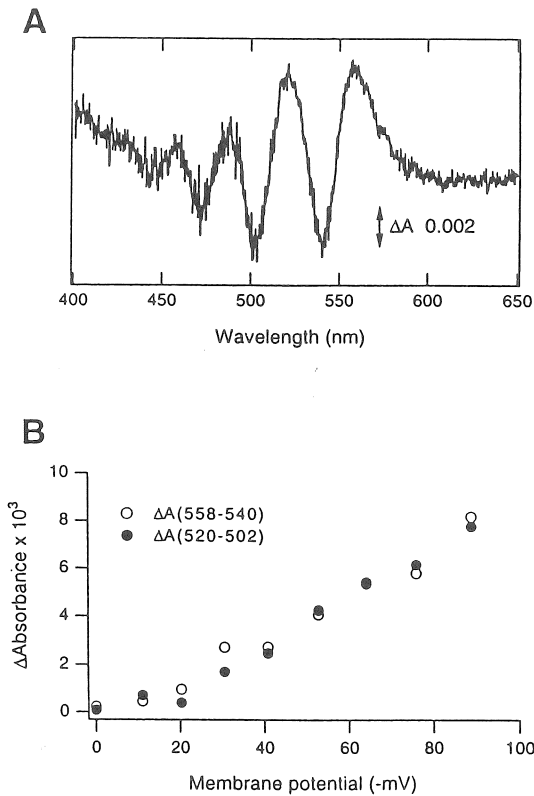 A
ΔA 0.002
400 450 500 550 600 650
Wavelength (nm)
B
10
8
6
4
2
0
ΔAbsorbance x 10³
ΔA(558-540)
ΔA(520-502)
0 20 40 60 80 100
Membrane potential (-mV)